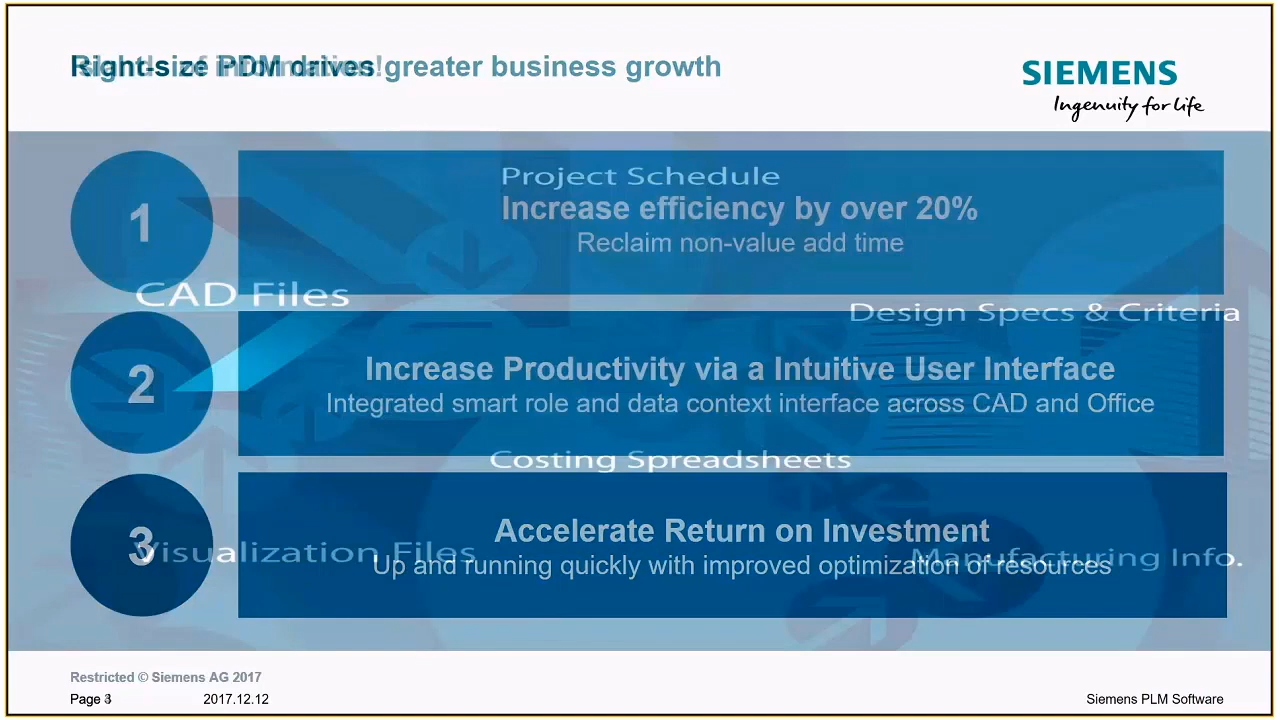 Right-size PDM drives greater business growth
SIEMENS
Ingenuity for life
1
Project Schedule
Increase efficiency by over 20%
Reclaim non-value add time
CAD Files
Design Specs & Criteria
2
Increase Productivity via a Intuitive User Interface
Integrated smart role and data context interface across CAD and Office
Costing Spreadsheets
3
Accelerate Return on Investment
Visualization Files
Manufacturing Info.
Up and running quickly with improved optimization of resources
Restricted © Siemens AG 2017
Page
2017.12.12
Siemens PLM Software